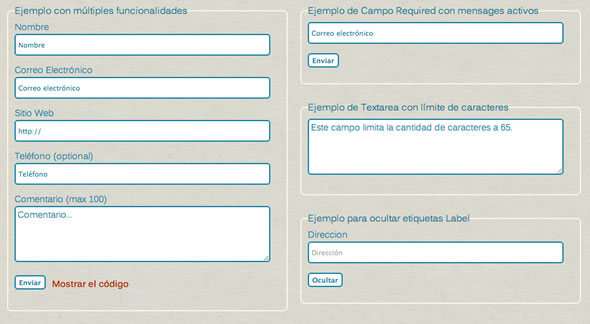 Ejemplo con múltiples funcionalidades
Nombre
Nombre
Correo Electrónico
Correo electrónico
Sitio Web
http://
Teléfono (optional)
Teléfono
Comentario (max 100)
Comentario...
Enviar
Mostrar el código
Ejemplo de Campo Required con mensages activos
Correo electrónico
Enviar
Ejemplo de Textarea con límite de caracteres
Este campo limita la cantidad de caracteres a 65.
Ejemplo para ocultar etiquetas Label
Direccion
Dirección
Ocultar